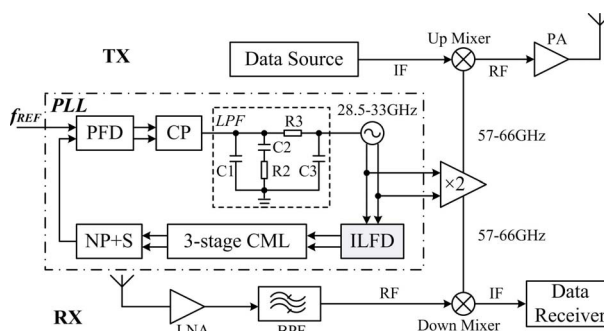 TX
Data Source
IF
Up Mixer
RF
PA
PLL
fREF
PFD
CP
LPF
R3
C2
C1
R2
C3
28.5-33GHz
57-66GHz
×2
57-66GHz
NP+S
3-stage CML
ILFD
RX
LNA
BPF
RF
Down Mixer
IF
Data
Receiver